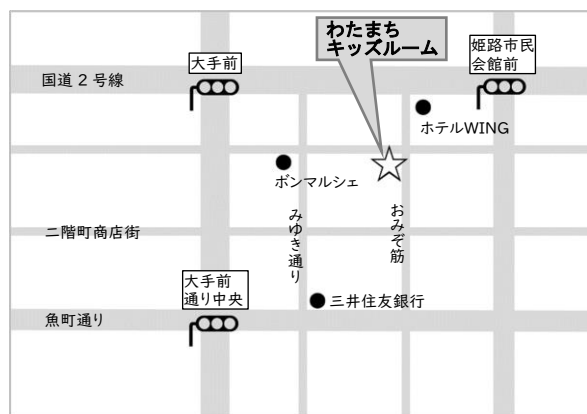 わたまち
キッズルーム
大手前
姫路市民
会館前
国道2号線
ホテルWING
ボンマルシェ
みゆき通り
おみぞ筋
二階町商店街
大手前
通り中央
三井住友銀行
魚町通り